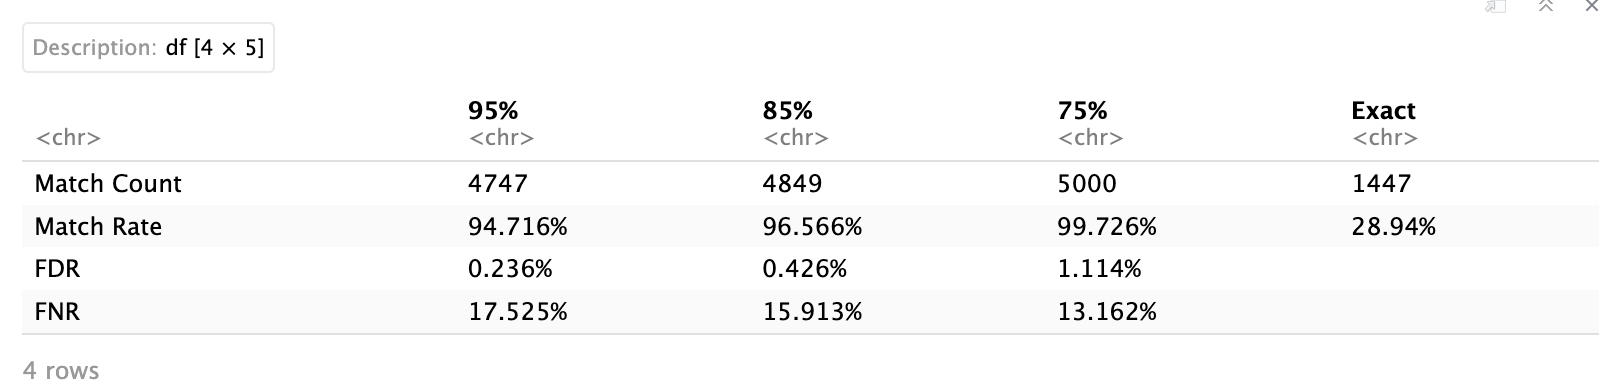 Description: df [4 × 5]
95% 85% 75% Exact
<chr> <chr> <chr> <chr> <chr>
Match Count 4747 4849 5000 1447
Match Rate 94.716% 96.566% 99.726% 28.94%
FDR 0.236% 0.426% 1.114%
FNR 17.525% 15.913% 13.162%
4 rows